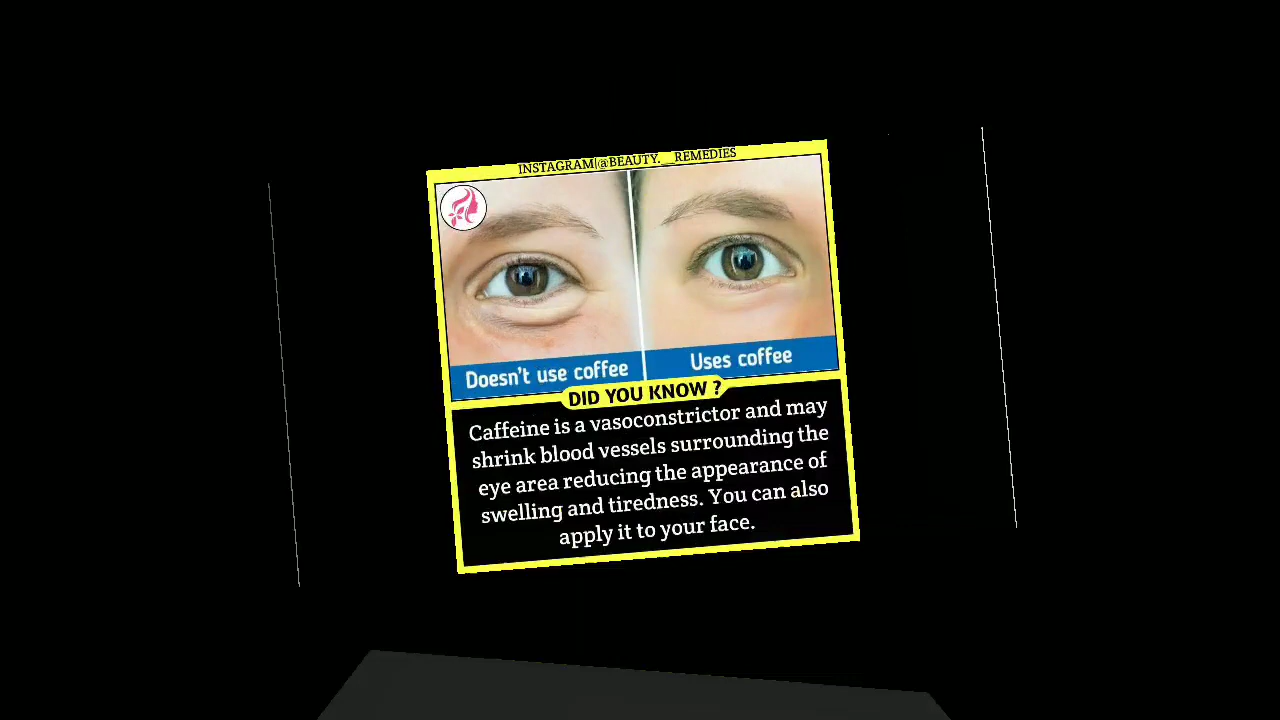 INSTAGRAM|@BEAUTY.__REMEDIES
Doesn't use coffee
Uses coffee
DID YOU KNOW ?
Caffeine is a vasoconstrictor and may
shrink blood vessels surrounding the
eye area reducing the appearance of
swelling and tiredness. You can also
apply it to your face.